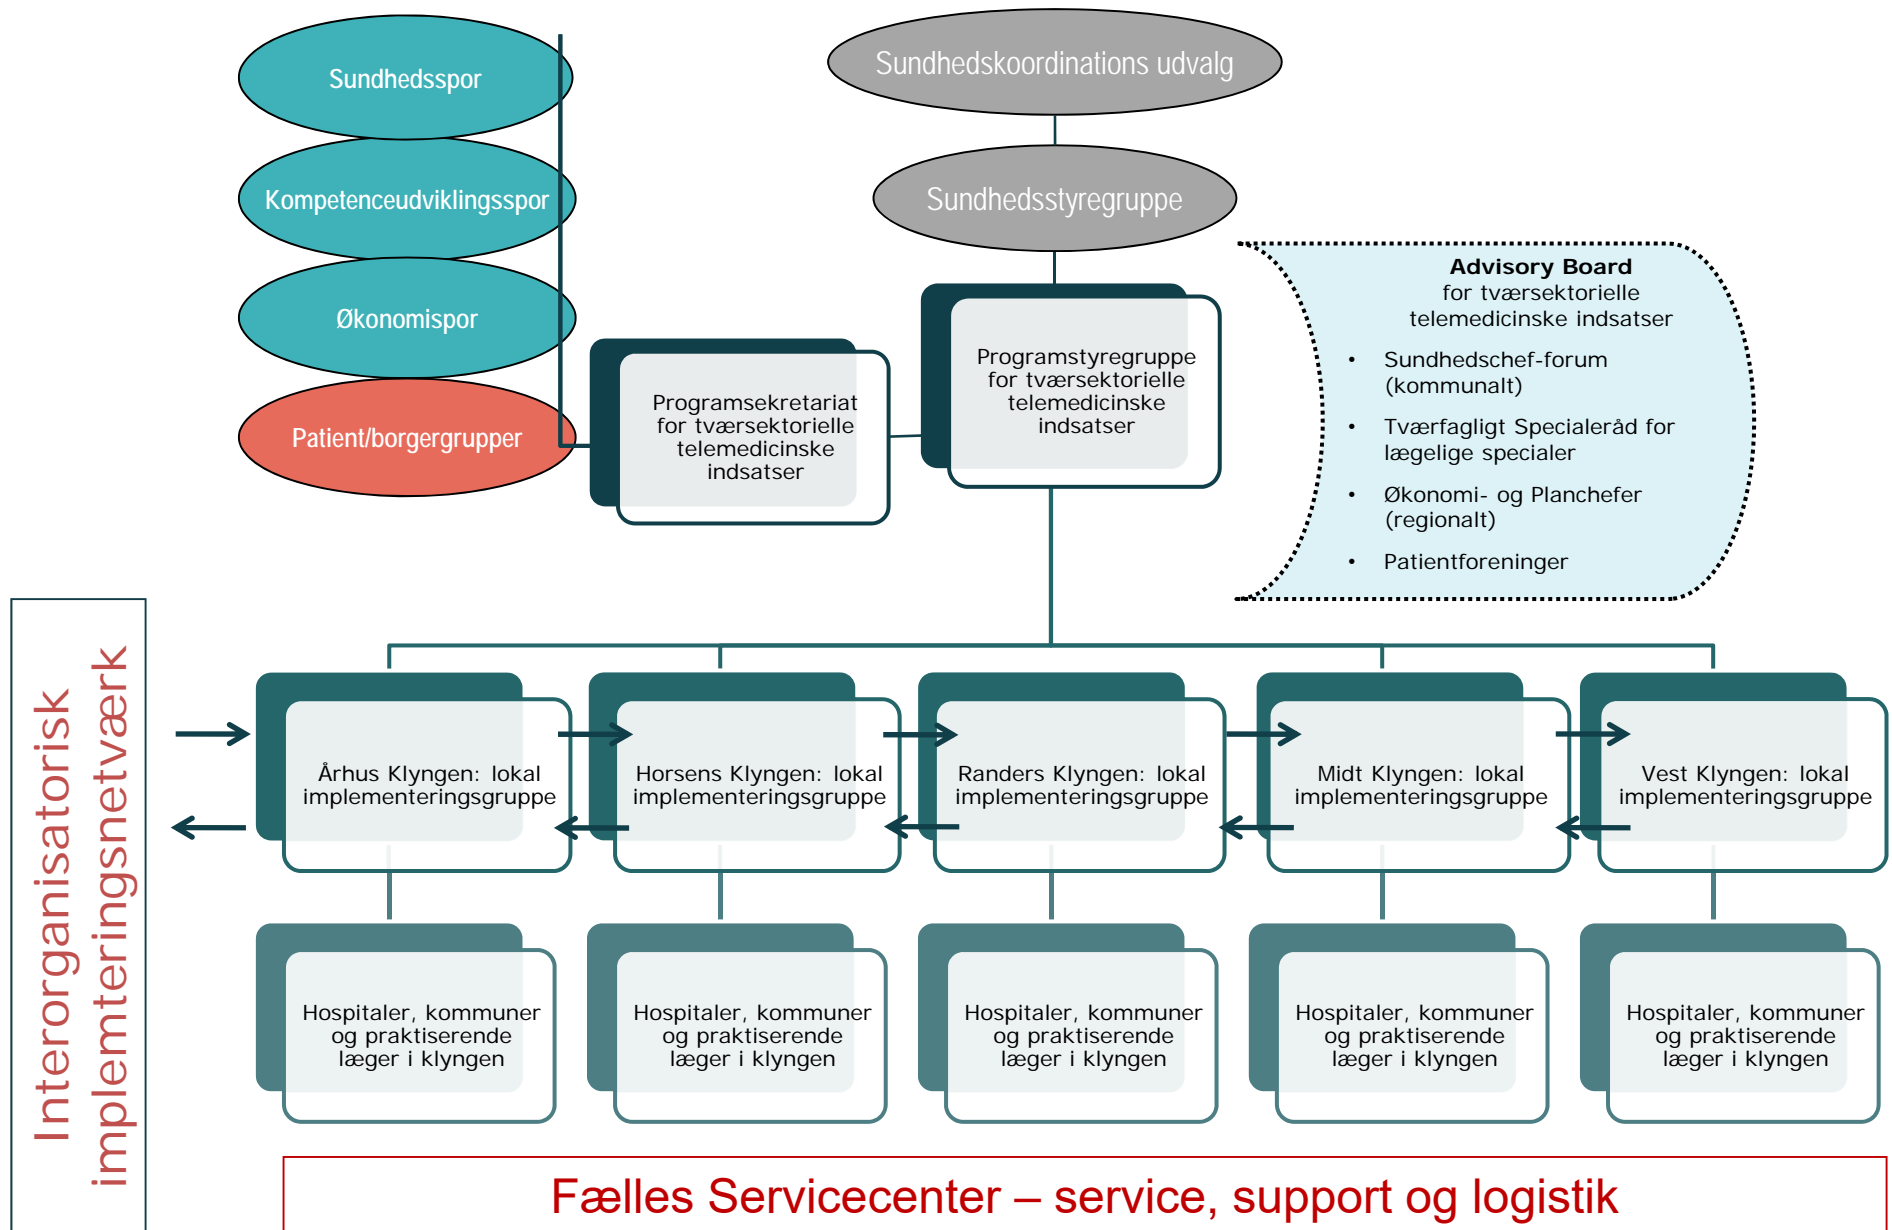 Sundhedsspor
Kompetenceudviklingsspor
Økonomispor
Patient/borgergrupper
Sundhedskoordinations udvalg
Sundhedsstyregruppe
Programsekretariat
for tværsektorielle
telemedicinske
indsatser
Programstyregruppe
for tværsektorielle
telemedicinske
indsatser
Advisory Board
for tværsektorielle
telemedicinske indsatser
• Sundhedschef-forum
(kommunalt)
• Tværfagligt Specialeråd for
lægelige specialer
• Økonomi- og Planchefer
(regionalt)
• Patientforeninger
Interorganisatorisk
implemteringsnetværk
Århus Klyngen: lokal
implementeringsgruppe
Horsens Klyngen: lokal
implementeringsgruppe
Randers Klyngen: lokal
implementeringsgruppe
Midt Klyngen: lokal
implementeringsgruppe
Vest Klyngen: lokal
implementeringsgruppe
Hospitaler, kommuner
og praktiserende
læger i klyngen
Hospitaler, kommuner
og praktiserende
læger i klyngen
Hospitaler, kommuner
og praktiserende
læger i klyngen
Hospitaler, kommuner
og praktiserende
læger i klyngen
Hospitaler, kommuner
og praktiserende
læger i klyngen
Fælles Servicecenter – service, support og logistik